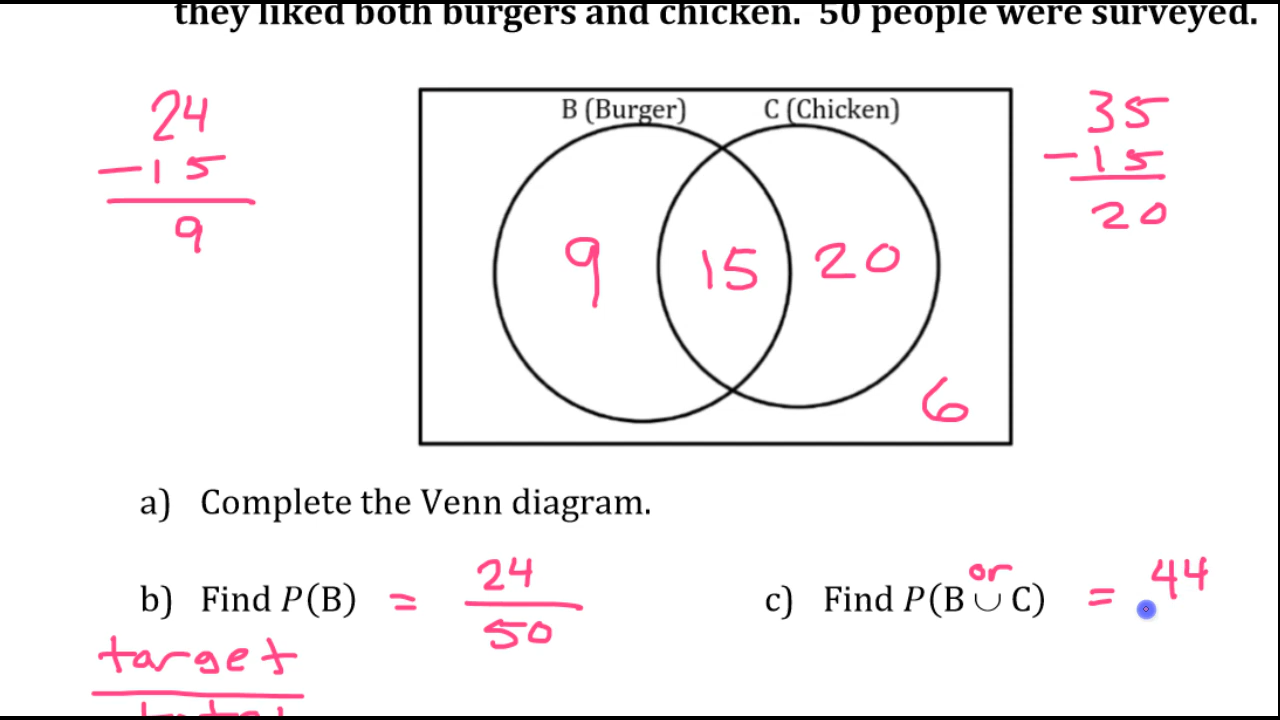 they liked both burgers and chicken. 50 people were surveyed.
24
-15
9
B (Burger) C (Chicken)
9 15 20
6
35
-15
20
a) Complete the Venn diagram.
b) Find P(B) = 24
50
target
c) Find P(B ∪ C) = 44
or